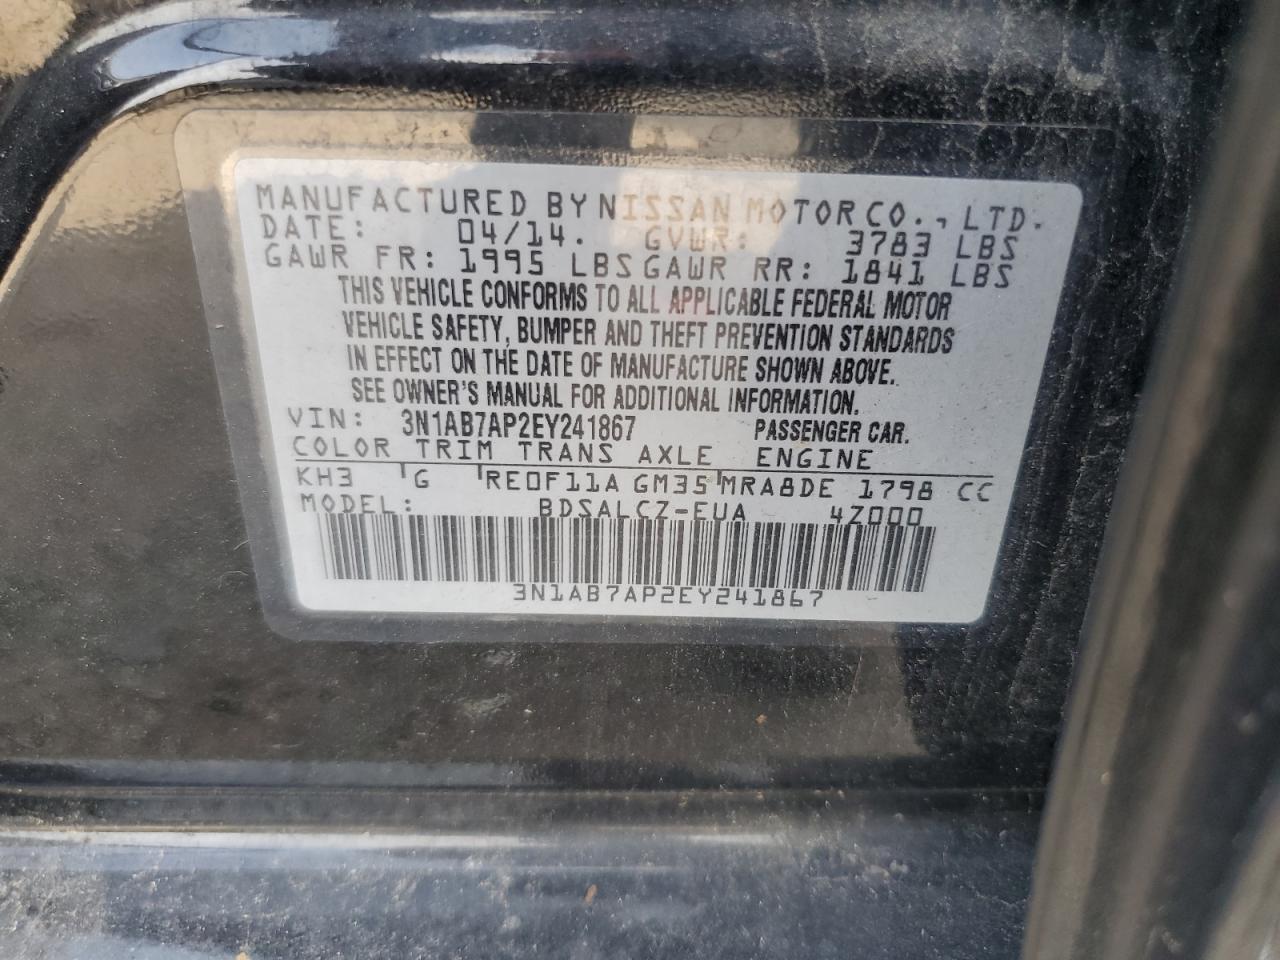 MANUFACTURED BY NISSAN MOTOR CO., LTD.
DATE: 04/14. GVWR: 3783 LBS
GAWR FR: 1995 LBS GAWR RR: 1841 LBS
THIS VEHICLE CONFORMS TO ALL APPLICABLE FEDERAL MOTOR
VEHICLE SAFETY, BUMPER AND THEFT PREVENTION STANDARDS
IN EFFECT ON THE DATE OF MANUFACTURE SHOWN ABOVE.
SEE OWNER'S MANUAL FOR ADDITIONAL INFORMATION.
VIN: 3N1AB7AP2EY241867 PASSENGER CAR.
COLOR TRIM TRANS AXLE ENGINE
KH3 G RE0F11A GM35 MRA8DE 1798 CC
MODEL: BDSALCZ-EUA 4Z000
3N1AB7AP2EY241867